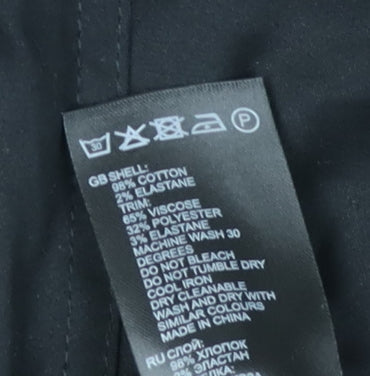 30
P
GB SHELL:
98% COTTON
2% ELASTANE
TRIM:
65% VISCOSE
32% POLYESTER
3% ELASTANE
MACHINE WASH 30
DEGREES
DO NOT BLEACH
DO NOT TUMBLE DRY
COOL IRON
DRY CLEANABLE
WASH AND DRY WITH
SIMILAR COLOURS
MADE IN CHINA
RU СЛОЙ:
98% ХЛОПОК
2% ЭЛАСТАН